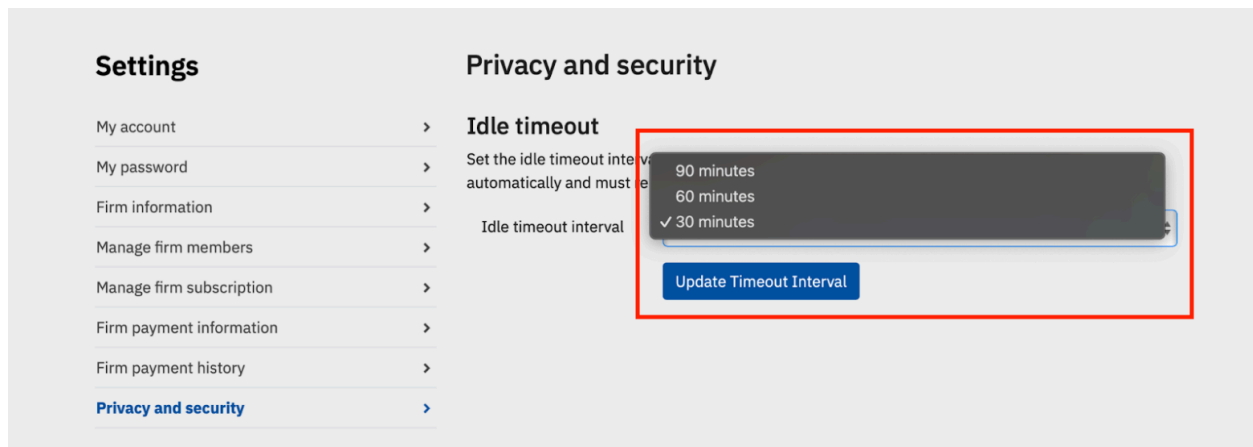 Settings
My account
My password
Firm information
Manage firm members
Manage firm subscription
Firm payment information
Firm payment history
Privacy and security
Privacy and security
Idle timeout
Set the idle timeout
automatically and must
Idle timeout interval
90 minutes
60 minutes
✓ 30 minutes
Update Timeout Interval